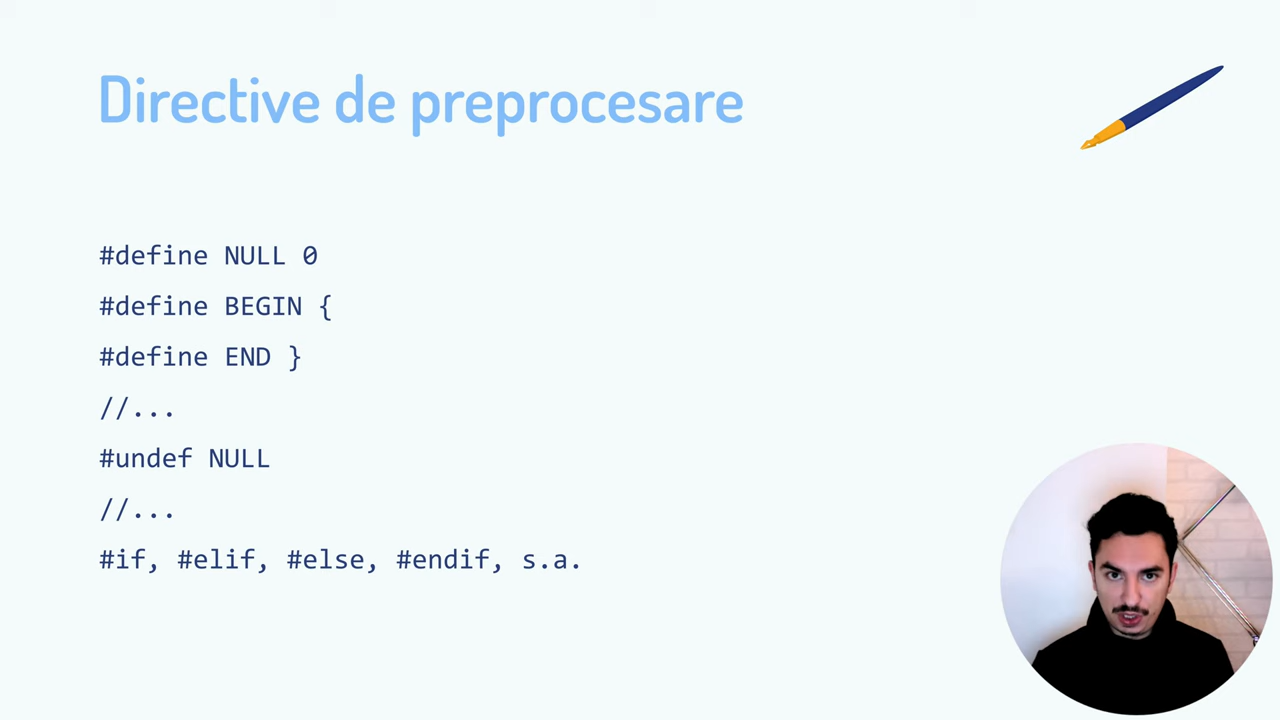 Directive de preprocesare
#define NULL 0
#define BEGIN {
#define END }
//...
#undef NULL
//...
#if, #elif, #else, #endif, s.a.